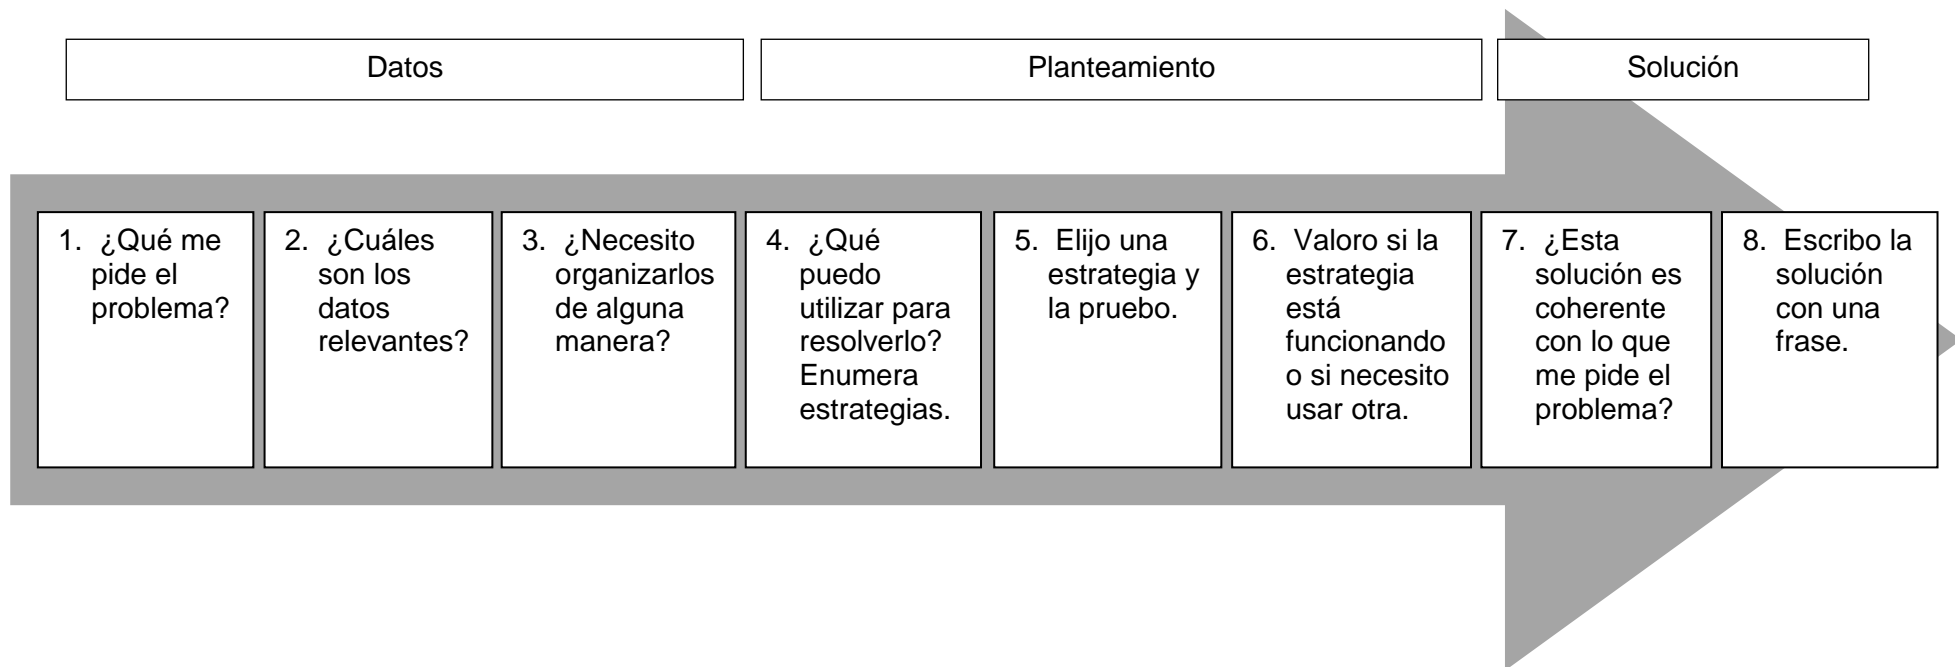 Datos
Planteamiento
Solución
1. ¿Qué me
pide el
problema?
2. ¿Cuáles
son los
datos
relevantes?
3. ¿Necesito
organizarlos
de alguna
manera?
4. ¿Qué
puedo
utilizar para
resolverlo?
Enumera
estrategias.
5. Elijo una
estrategia y
la pruebo.
6. Valoro si la
estrategia
está
funcionando
o si necesito
usar otra.
7. ¿Esta
solución es
coherente
con lo que
me pide el
problema?
8. Escribo la
solución
con una
frase.